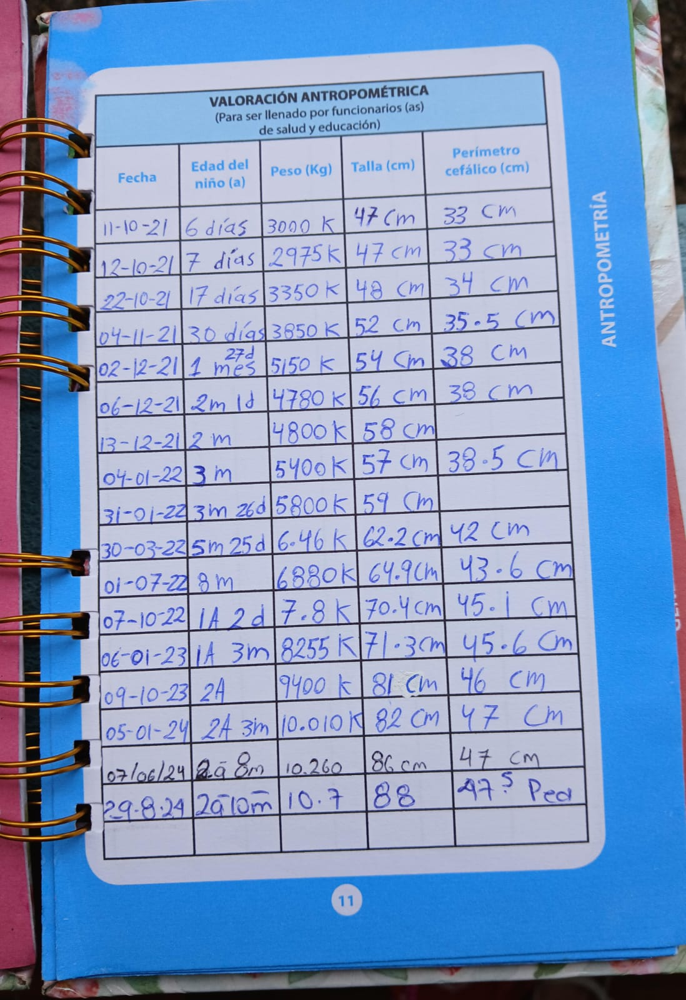 VALORACIÓN ANTROPOMÉTRICA
(Para ser llenado por funcionarios (as)
de salud y educación)
Fecha Edad del niño (a) Peso (Kg) Talla (cm) Perímetro cefálico (cm)
11-10-21 6 días 3000 K 47 cm 33 cm
12-10-21 7 días 2975 K 47 cm 33 cm
22-10-21 17 días 3350 K 48 cm 34 cm
04-11-21 30 días 3850 K 52 cm 35.5 cm
02-12-21 1 mes 27d 5150 K 54 cm 38 cm
06-12-21 2m 1d 4780 K 56 cm 38 cm
13-12-21 2 m 4800 K 58 cm
04-01-22 3 m 5400 K 57 cm 38.5 cm
31-01-22 3m 26d 5800 K 59 cm
30-03-22 5m 25d 6.46 K 62.2 cm 42 cm
01-07-22 8 m 6880 K 64.9 cm 43.6 cm
07-10-22 1A 2 d 7.8 K 70.4 cm 45.1 cm
06-01-23 1A 3m 8255 K 71.3 cm 45.6 cm
09-10-23 2A 9400 K 81 cm 46 cm
05-01-24 2A 3m 10.010 K 82 cm 47 cm
07/06/24 2a 8m 10.260 86 cm 47 cm
29.8.24 2a 10m 10.7 88 47.5 Ped
ANTROPOMETRÍA
11